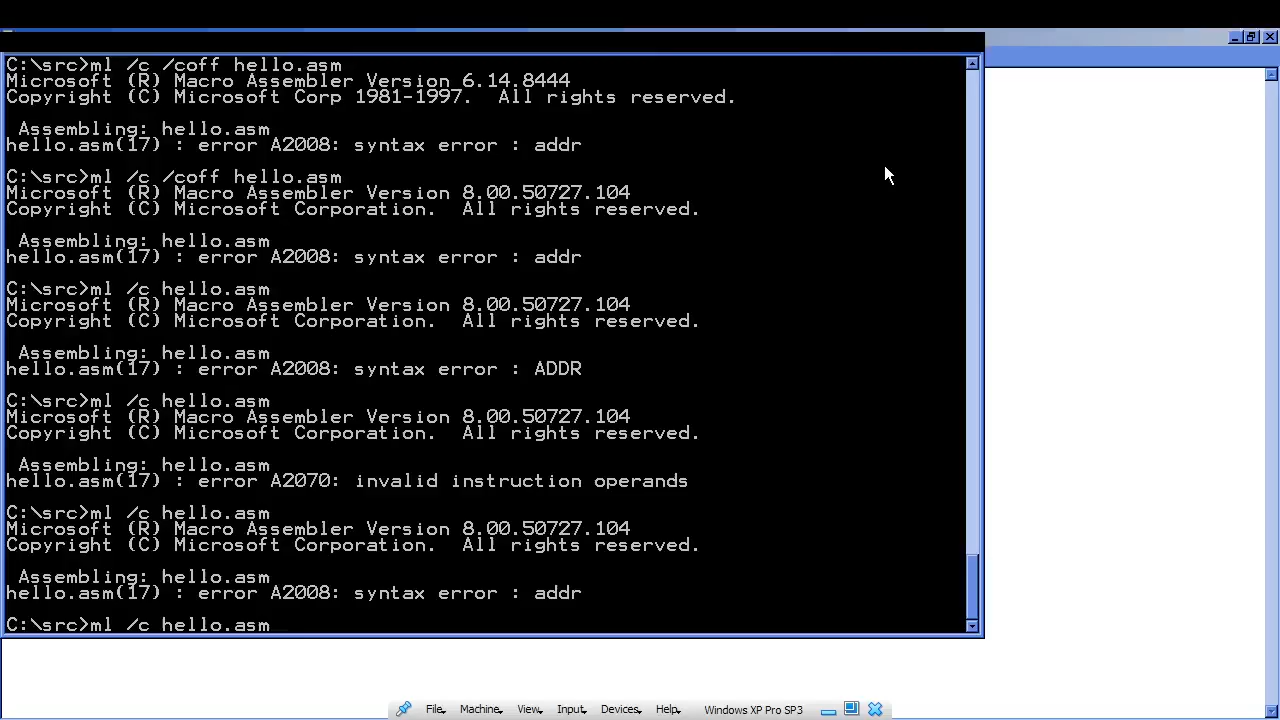 C:\src>ml /c /coff hello.asm
Microsoft (R) Macro Assembler Version 6.14.8444
Copyright (C) Microsoft Corp 1981-1997.  All rights reserved.
Assembling: hello.asm
hello.asm(17) : error A2008: syntax error : addr
C:\src>ml /c /coff hello.asm
Microsoft (R) Macro Assembler Version 8.00.50727.104
Copyright (C) Microsoft Corporation.  All rights reserved.
Assembling: hello.asm
hello.asm(17) : error A2008: syntax error : addr
C:\src>ml /c hello.asm
Microsoft (R) Macro Assembler Version 8.00.50727.104
Copyright (C) Microsoft Corporation.  All rights reserved.
Assembling: hello.asm
hello.asm(17) : error A2008: syntax error : ADDR
C:\src>ml /c hello.asm
Microsoft (R) Macro Assembler Version 8.00.50727.104
Copyright (C) Microsoft Corporation.  All rights reserved.
Assembling: hello.asm
hello.asm(17) : error A2070: invalid instruction operands
C:\src>ml /c hello.asm
Microsoft (R) Macro Assembler Version 8.00.50727.104
Copyright (C) Microsoft Corporation.  All rights reserved.
Assembling: hello.asm
hello.asm(17) : error A2008: syntax error : addr
C:\src>ml /c hello.asm
File Machine View Input Devices Help Windows XP Pro SP3